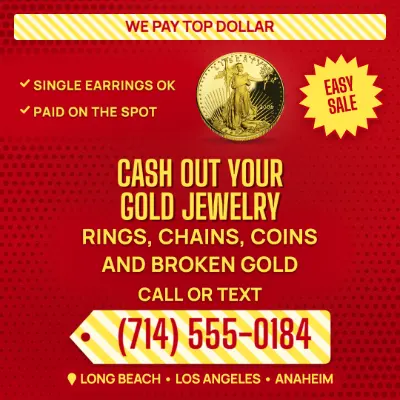 WE PAY TOP DOLLAR
SINGLE EARRINGS OK
PAID ON THE SPOT
EASY
SALE
CASH OUT YOUR
GOLD JEWELRY
RINGS, CHAINS, COINS
AND BROKEN GOLD
CALL OR TEXT
(714) 555-0184
LONG BEACH • LOS ANGELES • ANAHEIM